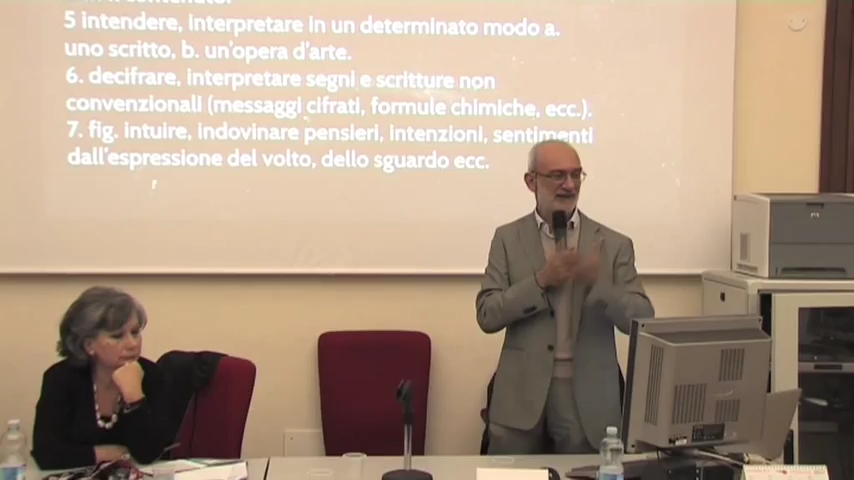 5 intendere, interpretare in un determinato modo a.
uno scritto, b. un'opera d'arte.
6. decifrare, interpretare segni e scritture non
convenzionali (messaggi cifrati, formule chimiche, ecc.).
7. fig. intuire, indovinare pensieri, intenzioni, sentimenti
dall'espressione del volto, dello sguardo ecc.